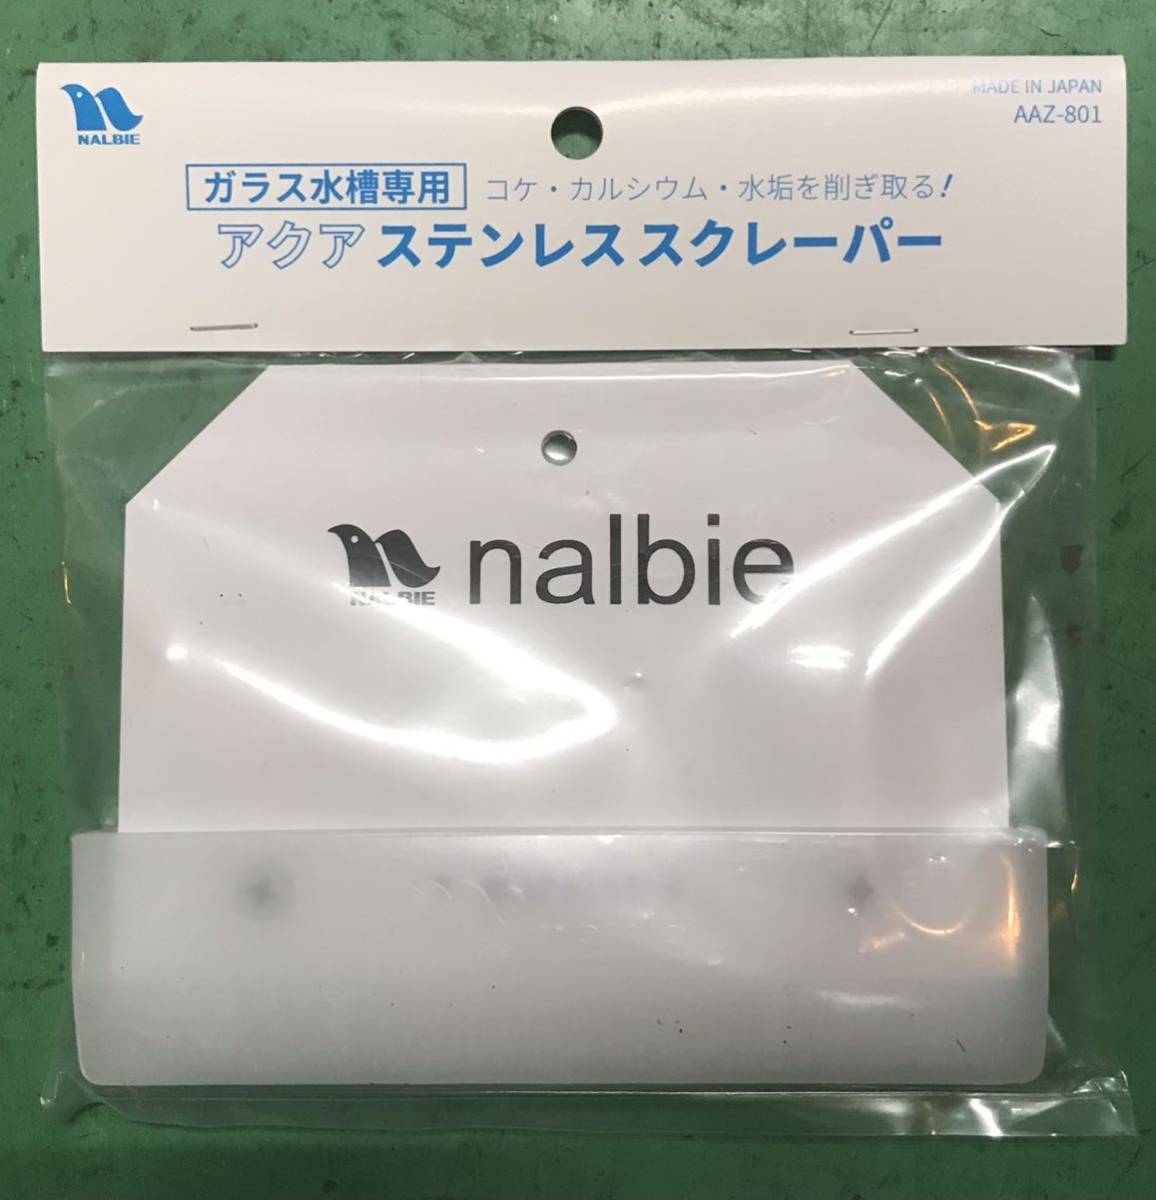 NALBIE
MADE IN JAPAN
AAZ-801
ガラス水槽専用 コケ・カルシウム・水垢を削ぎ取る!
アクア ステンレススクレーパー
nalbie
NALBIE